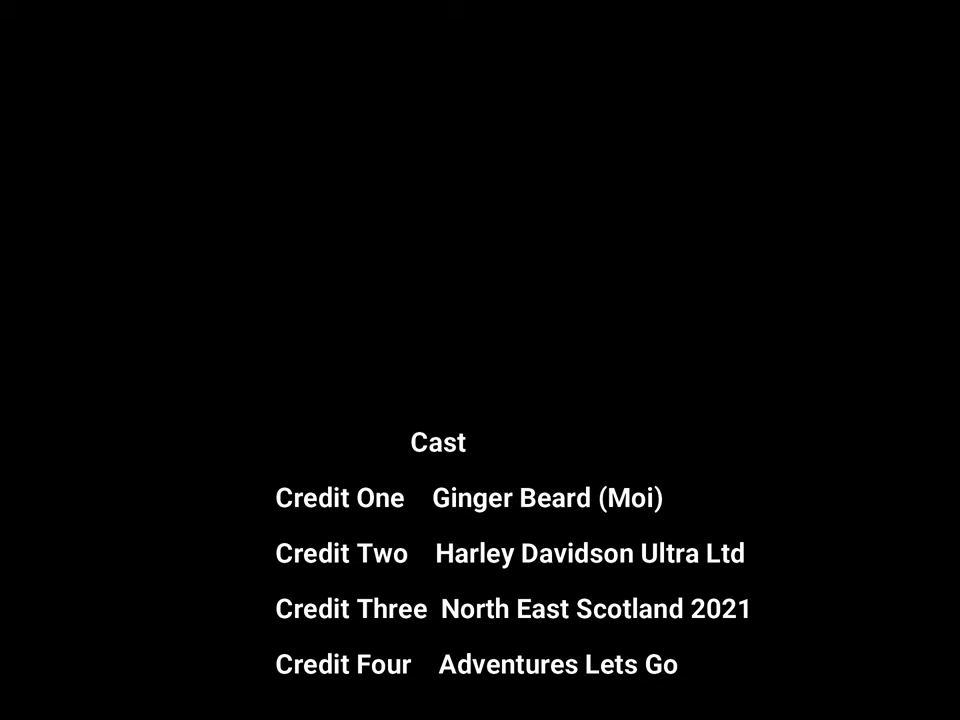 Cast
Credit One Ginger Beard (Moi)
Credit Two Harley Davidson Ultra Ltd
Credit Three North East Scotland 2021
Credit Four Adventures Lets Go